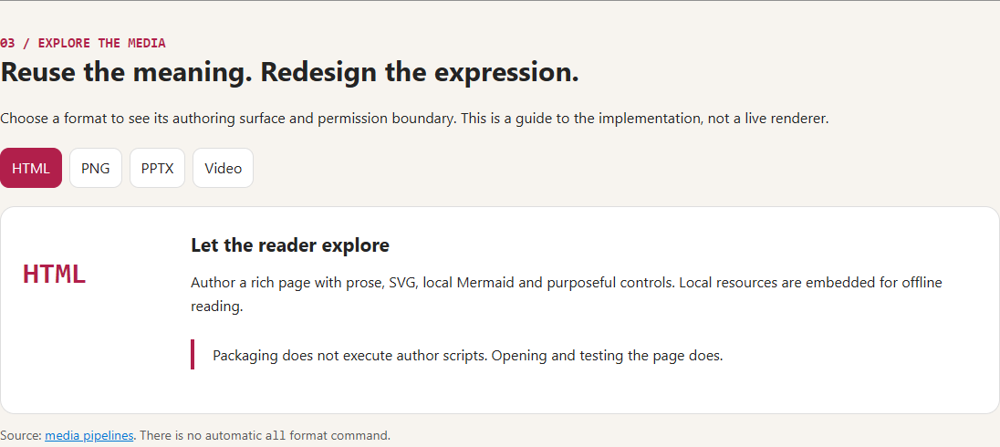 03 / EXPLORE THE MEDIA
Reuse the meaning. Redesign the expression.
Choose a format to see its authoring surface and permission boundary. This is a guide to the implementation, not a live renderer.
HTML
PNG
PPTX
Video
HTML
Let the reader explore
Author a rich page with prose, SVG, local Mermaid and purposeful controls. Local resources are embedded for offline
reading.
Packaging does not execute author scripts. Opening and testing the page does.
Source: media pipelines. There is no automatic all format command.